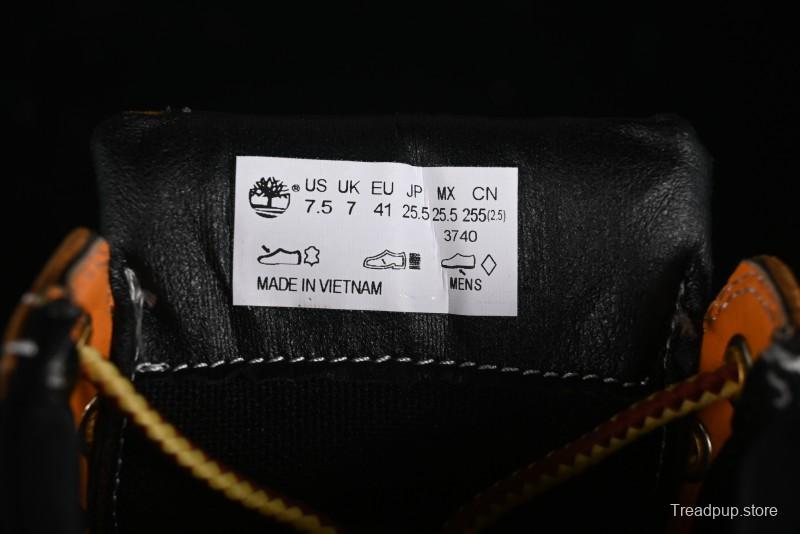 ® US UK EU JP MX CN
7.5 7 41 25.5 25.5 255(2.5)
3740
MADE IN VIETNAM MENS
Treadpup.store